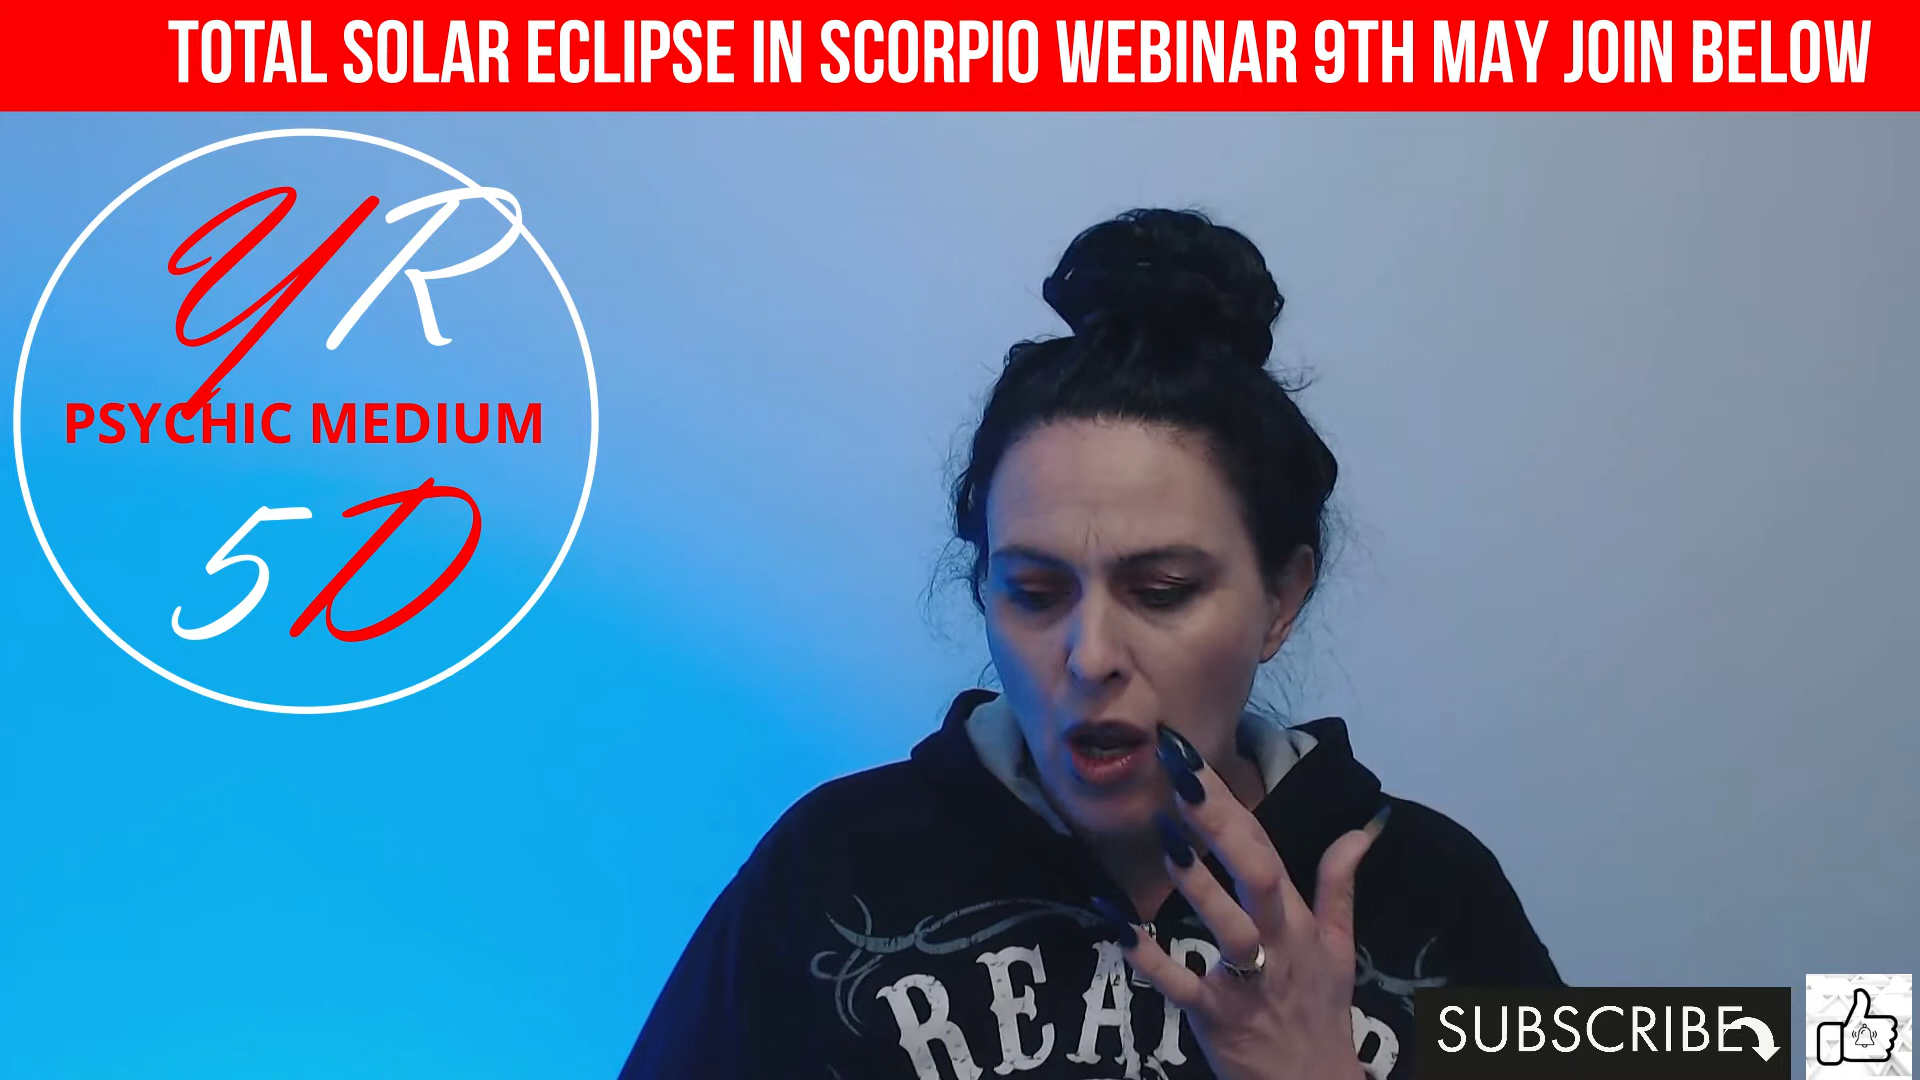 TOTAL SOLAR ECLIPSE IN SCORPIO WEBINAR 9TH MAY JOIN BELOW
YR
PSYCHIC MEDIUM
5D
SUBSCRIBE